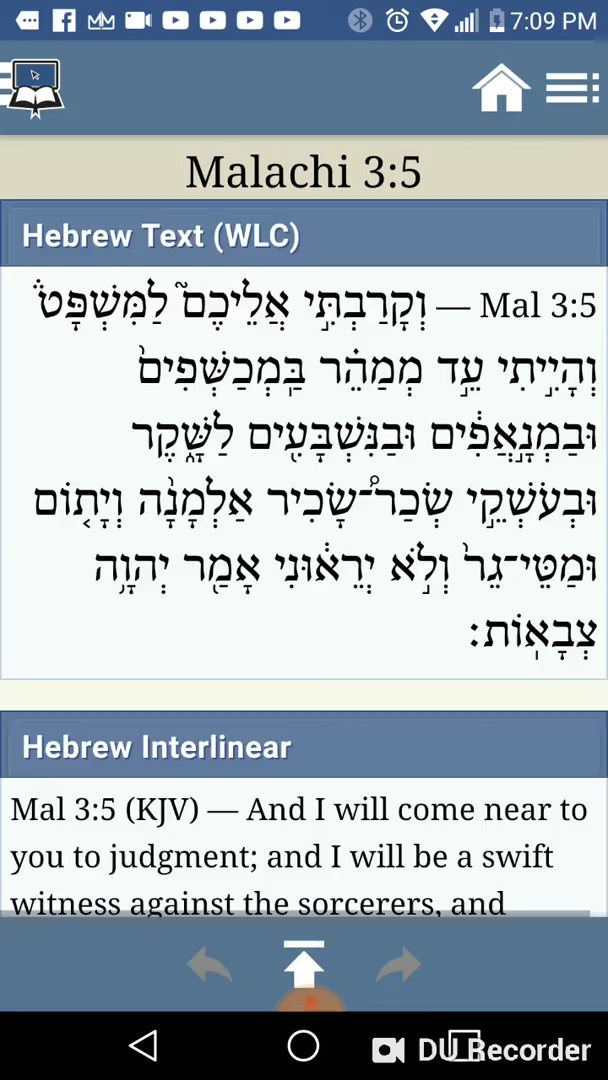 7:09 PM
Malachi 3:5
Hebrew Text (WLC)
Mal 3:5 — וְקָרַבְתִּ֣י אֲלֵיכֶם֮ לַמִּשְׁפָּט֒
וְהָיִ֣יתִי ׀ עֵ֣ד מְמַהֵ֗ר בַּֽמְכַשְּׁפִים֙
וּבַמְנָ֣אֲפִ֔ים וּבַנִּשְׁבָּעִ֖ים לַשָּׁ֑קֶר
וּבְעֹשְׁקֵ֣י שְׂכַר־שָׂ֠כִיר אַלְמָנָ֨ה וְיָת֤וֹם
וּמַטֵּי־גֵר֙ וְלֹ֣א יְרֵא֔וּנִי אָמַ֖ר יְהוָ֥ה
צְבָאֽוֹת׃
Hebrew Interlinear
Mal 3:5 (KJV) — And I will come near to
you to judgment; and I will be a swift
witness against the sorcerers, and
DU Recorder